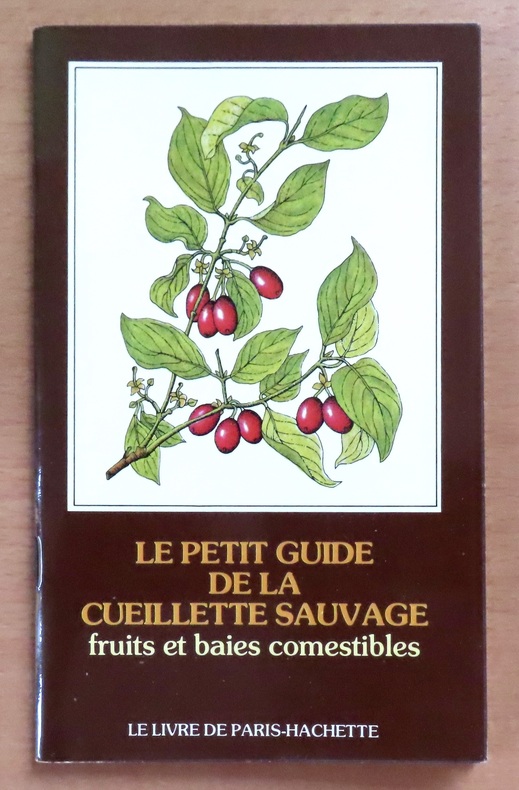 LE PETIT GUIDE
DE LA
CUEILLETTE SAUVAGE
fruits et baies comestibles
LE LIVRE DE PARIS-HACHETTE